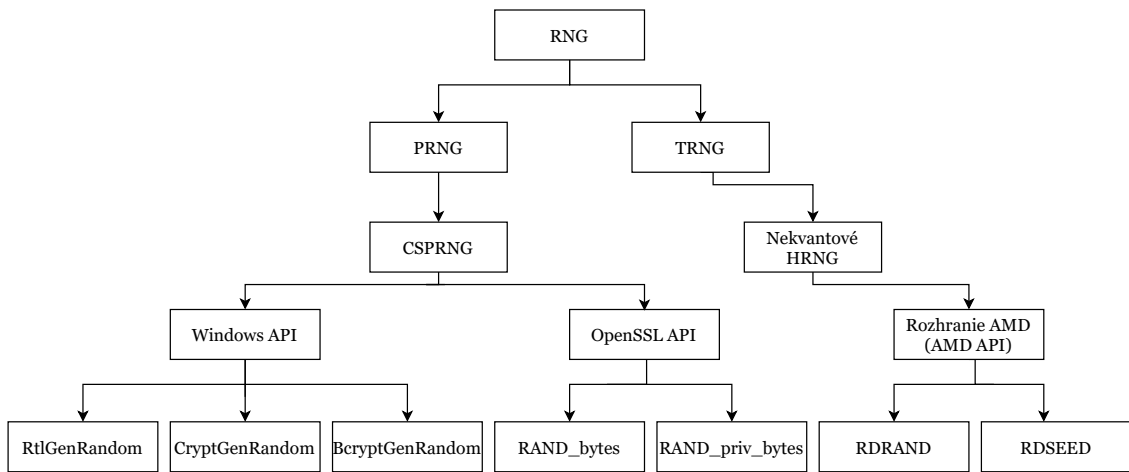 RNG
PRNG
TRNG
CSPRNG
Nekvantové
HRNG
Windows API
OpenSSL API
Rozhranie AMD
(AMD API)
RtlGenRandom
CryptGenRandom
BcryptGenRandom
RAND_bytes
RAND_priv_bytes
RDRAND
RDSEED